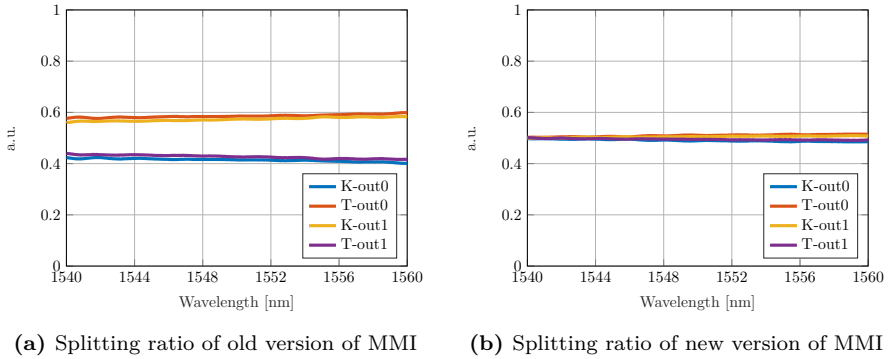 1
0.8
0.6
0.4
0.2
0
a.u.
1540 1544 1548 1552 1556 1560
Wavelength [nm]
K-out0
T-out0
K-out1
T-out1
(a) Splitting ratio of old version of MMI
1
0.8
0.6
0.4
0.2
0
a.u.
1540 1544 1548 1552 1556 1560
Wavelength [nm]
K-out0
T-out0
K-out1
T-out1
(b) Splitting ratio of new version of MMI